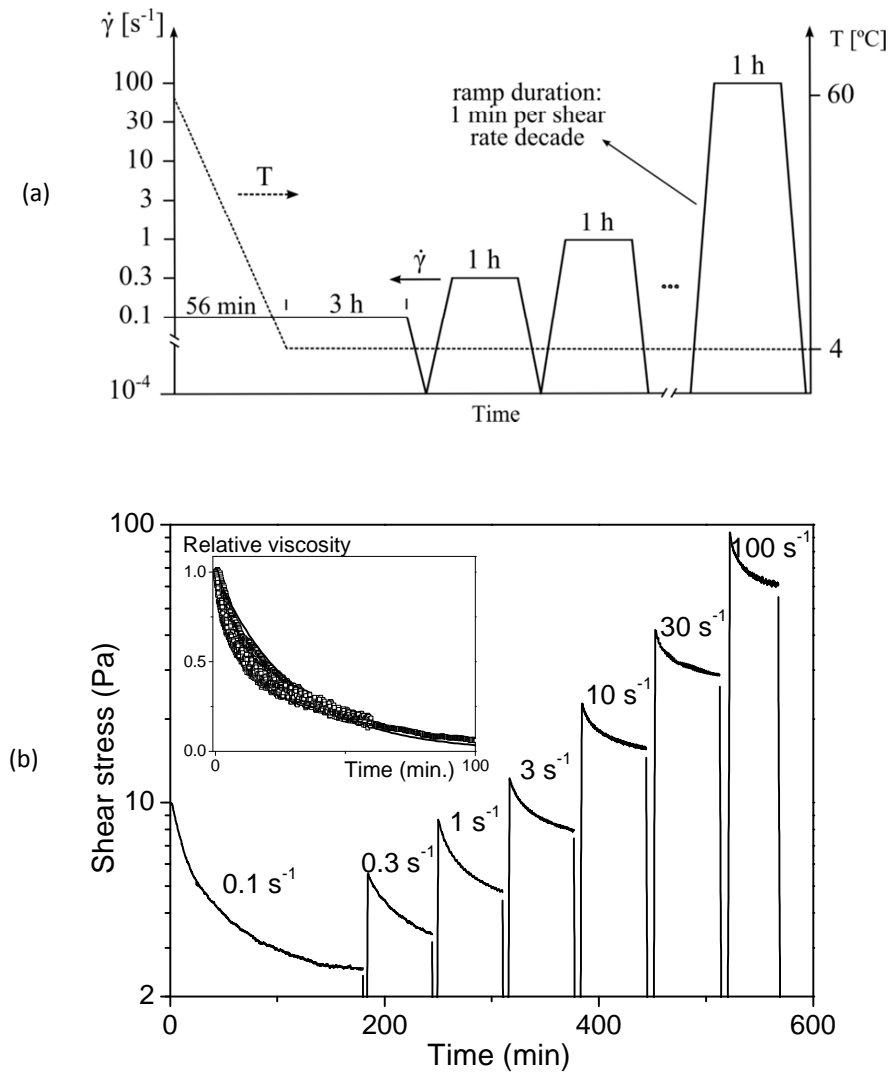 γ̇ [s⁻¹]
T [ºC]
100
30
10
3
1
0.3
0.1
10⁻⁴
60
4
ramp duration:
1 min per shear
rate decade
1 h
T
1 h
1 h
γ̇
56 min
3 h
...
Time
(a)
(b)
Shear stress (Pa)
100
10
2
0
200
400
600
Time (min)
Relative viscosity
1.0
0.5
0.0
0
100
Time (min.)
0.1 s⁻¹
0.3 s⁻¹
1 s⁻¹
3 s⁻¹
10 s⁻¹
30 s⁻¹
100 s⁻¹